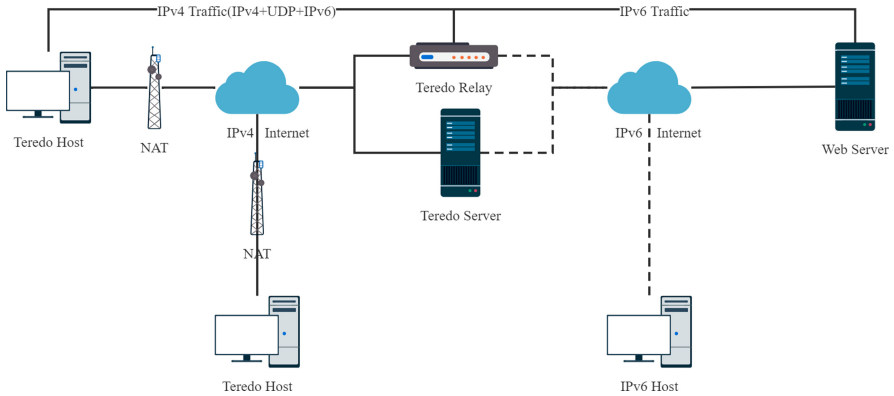 IPv4 Traffic(IPv4+UDP+IPv6)
IPv6 Traffic
Teredo Relay
Teredo Host
NAT
IPv4 Internet
IPv6 Internet
Web Server
Teredo Server
NAT
Teredo Host
IPv6 Host